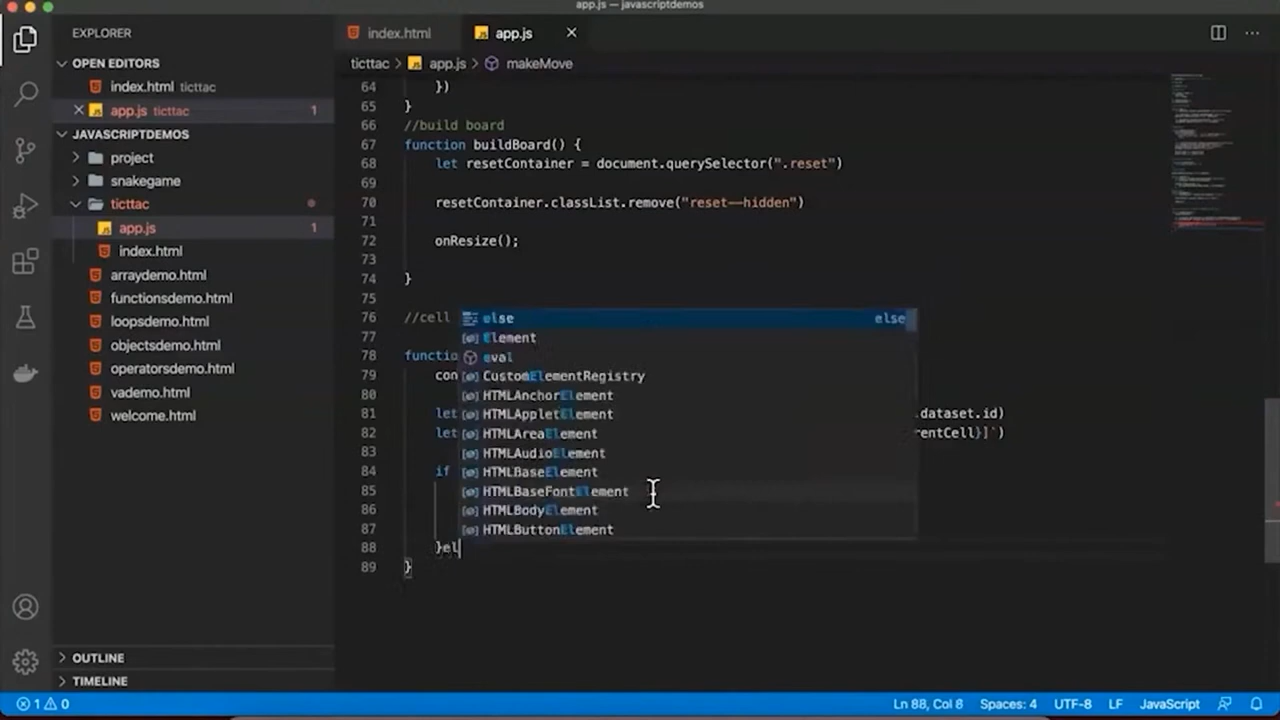 app.js — javascriptdemos
EXPLORER
index.html
app.js
OPEN EDITORS
index.html ticttac
app.js ticttac 1
JAVASCRIPTDEMOS
project
snakegame
ticttac
app.js 1
index.html
arraydemo.html
functionsdemo.html
loopsdemo.html
objectsdemo.html
operatorsdemo.html
vademo.html
welcome.html
OUTLINE
TIMELINE
ticttac > app.js > makeMove
64 })
65 }
66 //build board
67 function buildBoard() {
68 let resetContainer = document.querySelector(".reset")
69
70 resetContainer.classList.remove("reset--hidden")
71
72 onResize();
73
74 }
75
76 //cell
77
78 functio
79 con
80
81 let .dataset.id)
82 let rentCell}]`)
83
84 if
85
86
87
88 }el
89 }
else else
Element
eval
CustomElementRegistry
HTMLAnchorElement
HTMLAppletElement
HTMLAreaElement
HTMLAudioElement
HTMLBaseElement
HTMLBaseFontElement
HTMLBodyElement
HTMLButtonElement
1 0
Ln 88, Col 8 Spaces: 4 UTF-8 LF JavaScript